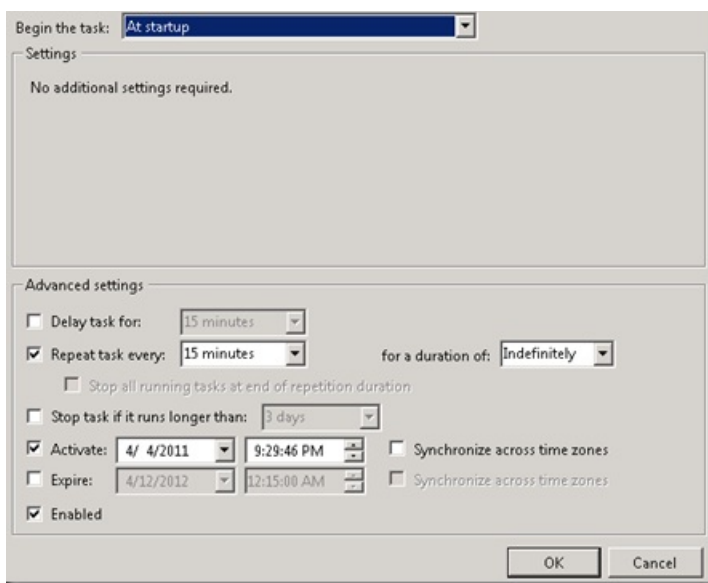 Begin the task: At startup
Settings
No additional settings required.
Advanced settings
Delay task for: 15 minutes
Repeat task every: 15 minutes for a duration of: Indefinitely
Stop all running tasks at end of repetition duration
Stop task if it runs longer than: 3 days
Activate: 4/ 4/2011 9:29:46 PM Synchronize across time zones
Expire: 4/12/2012 12:15:00 AM Synchronize across time zones
Enabled
OK Cancel